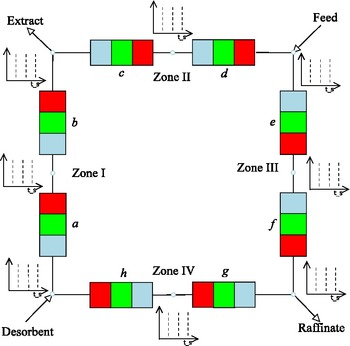 Extract
Feed
c
Zone II
d
b
e
Zone I
Zone III
a
f
h
Zone IV
g
Desorbent
Raffinate